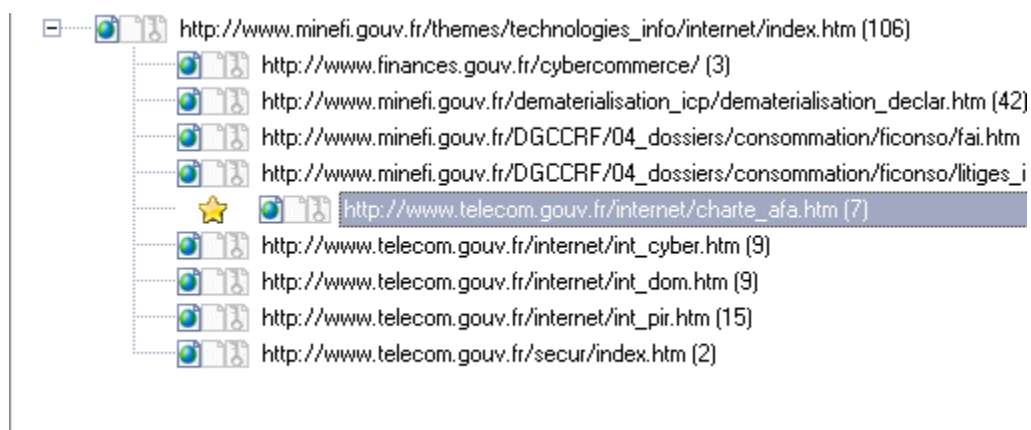 http://www.minefi.gouv.fr/themes/technologies_info/internet/index.htm (106)
http://www.finances.gouv.fr/cybercommerce/ (3)
http://www.minefi.gouv.fr/dematerialisation_icp/dematerialisation_declar.htm (42)
http://www.minefi.gouv.fr/DGCCRF/04_dossiers/consommation/ficonso/fai.htm
http://www.minefi.gouv.fr/DGCCRF/04_dossiers/consommation/ficonso/litiges_i
http://www.telecom.gouv.fr/internet/charte_afa.htm (7)
http://www.telecom.gouv.fr/internet/int_cyber.htm (9)
http://www.telecom.gouv.fr/internet/int_dom.htm (9)
http://www.telecom.gouv.fr/internet/int_pir.htm (15)
http://www.telecom.gouv.fr/secur/index.htm (2)